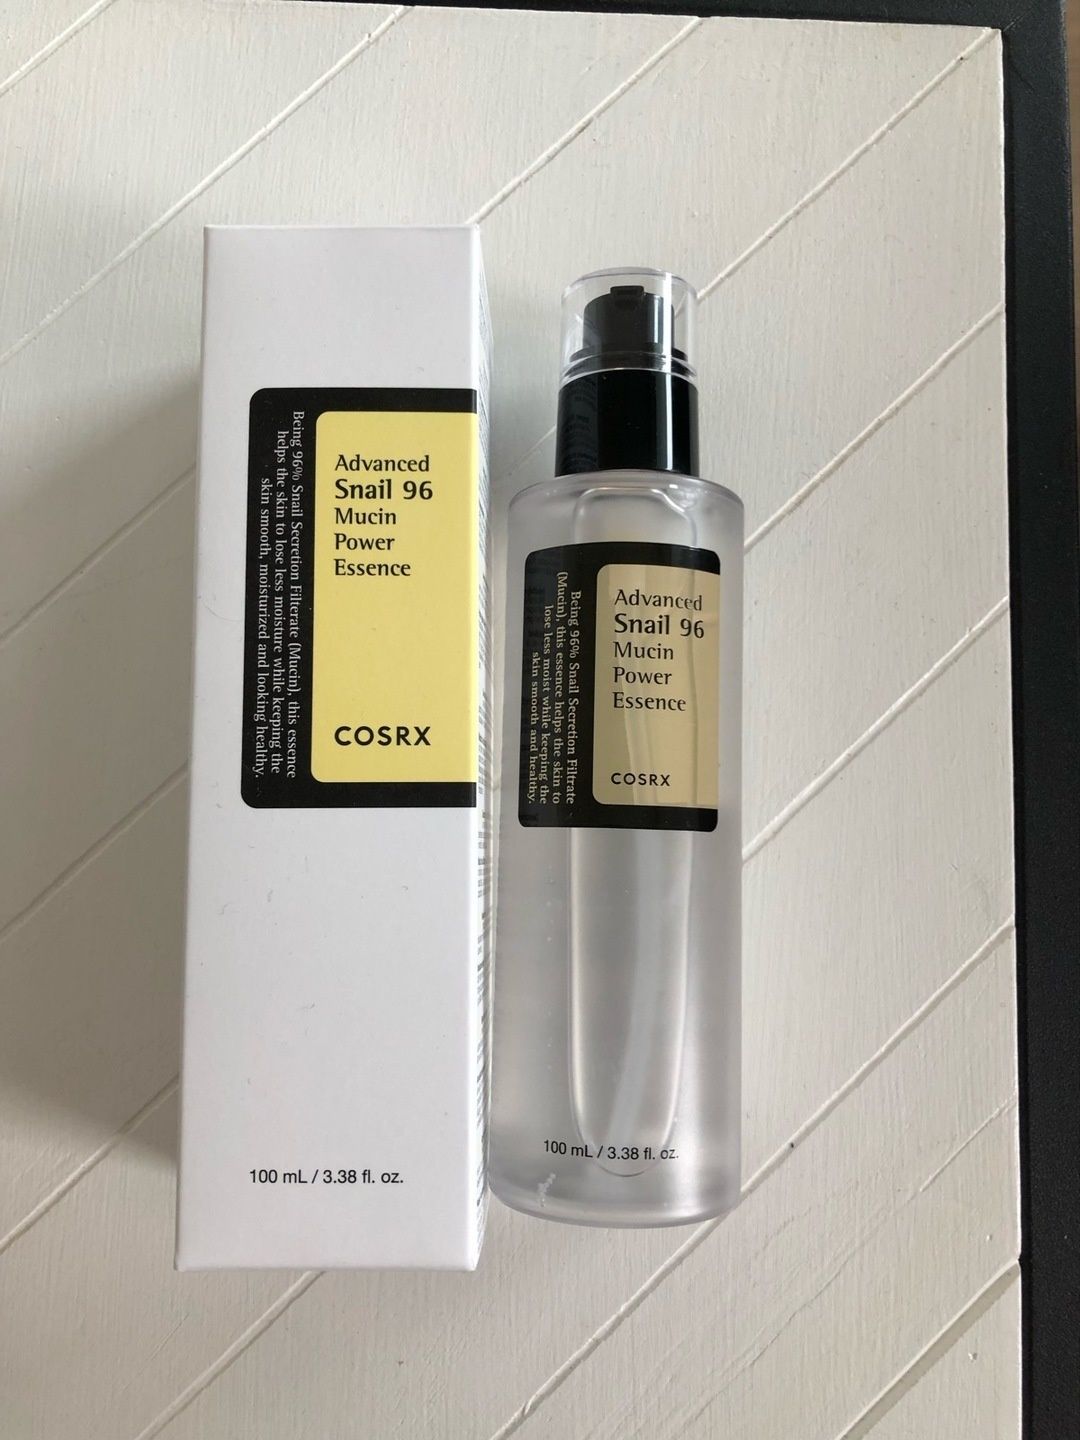 Being 96% Snail Secretion Filterate (Mucin), this essence
helps the skin to lose less moisture while keeping the
skin smooth, moisturized and looking healthy.
Advanced
Snail 96
Mucin
Power
Essence
COSRX
100 mL / 3.38 fl. oz.
Being 96% Snail Secretion Filtrate
(Mucin), this essence helps the skin to
lose less moist while keeping the
skin smooth and healthy.
Advanced
Snail 96
Mucin
Power
Essence
COSRX
100 mL / 3.38 fl. oz.